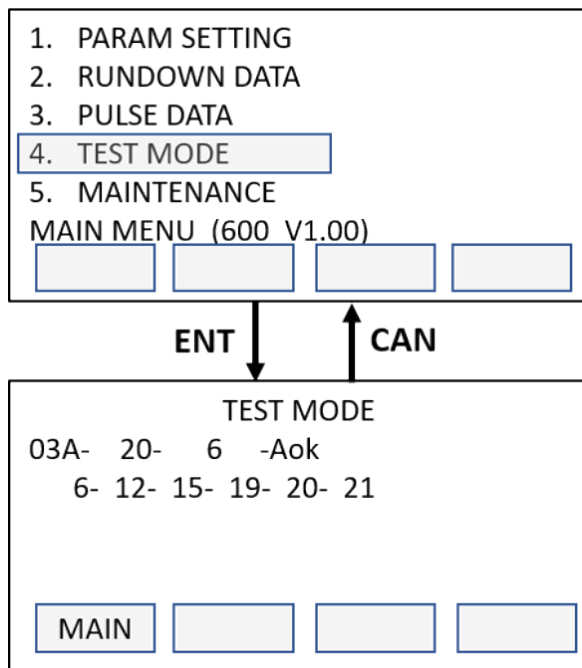 1. PARAM SETTING
2. RUNDOWN DATA
3. PULSE DATA
4. TEST MODE
5. MAINTENANCE
MAIN MENU (600 V1.00)
ENT CAN
TEST MODE
03A- 20- 6 -Aok
6- 12- 15- 19- 20- 21
MAIN